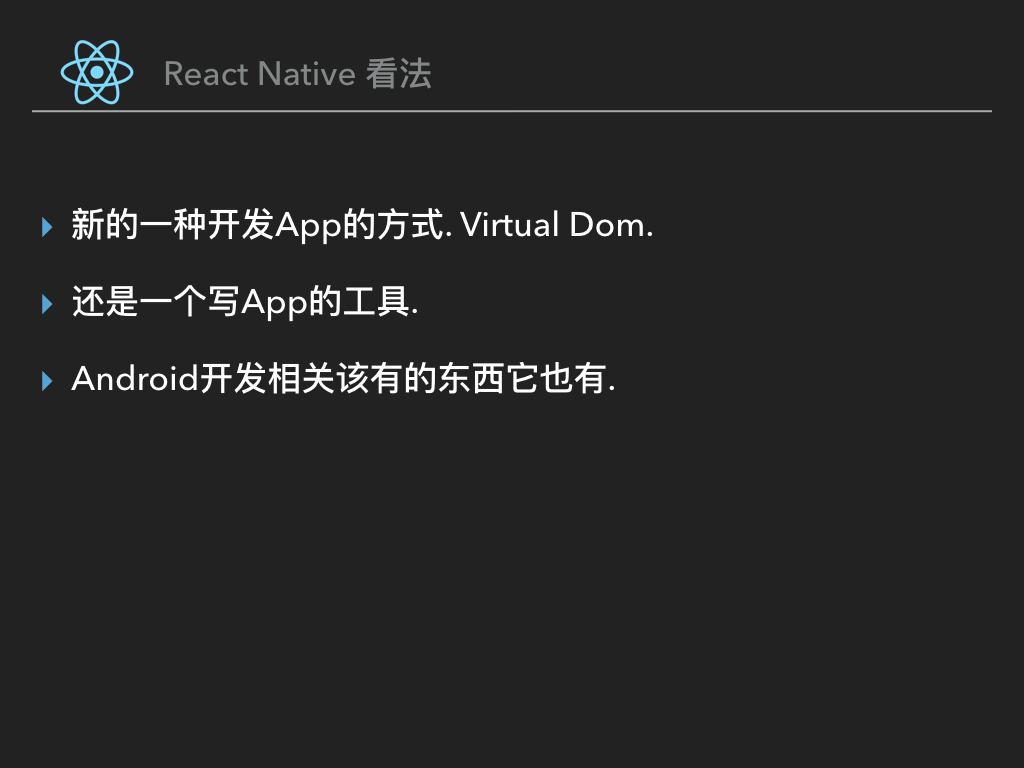 React Native 看法
新的一种开发App的方式. Virtual Dom.
还是一个写App的工具.
Android开发相关该有的东西它也有.